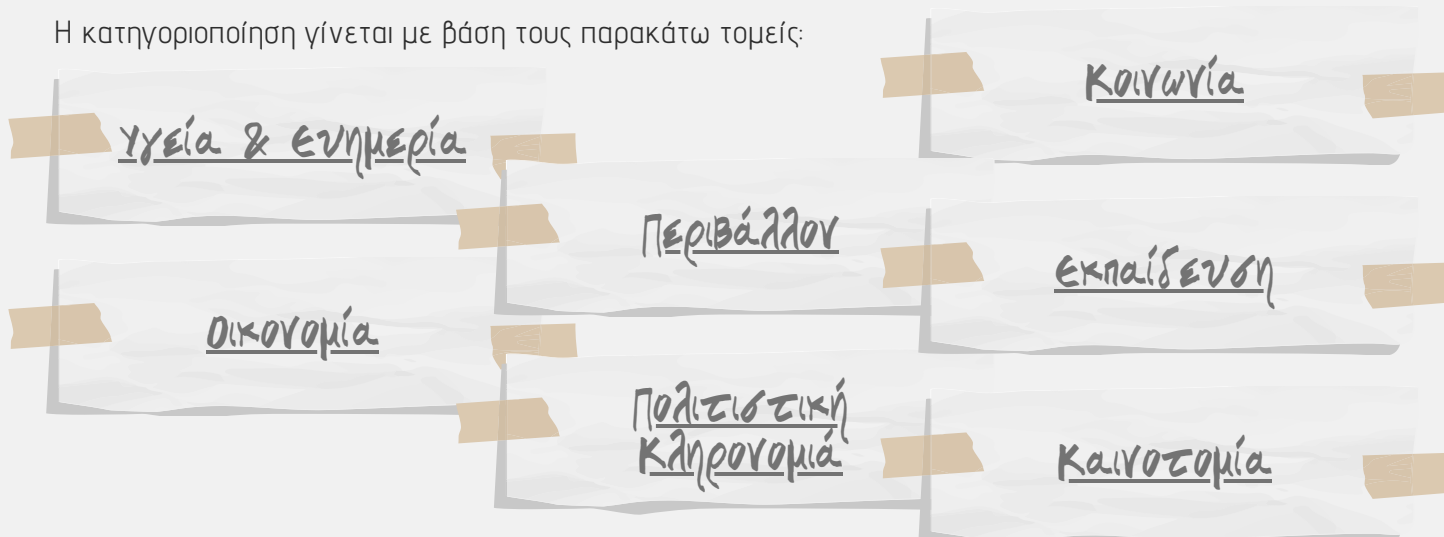 Η κατηγοριοποίηση γίνεται με βάση τους παρακάτω τομείς:
Υγεία & Ευημερία
Οικονομία
Περιβάλλον
Πολιτιστική
Κληρονομιά
Κοινωνία
Εκπαίδευση
Καινοτομία